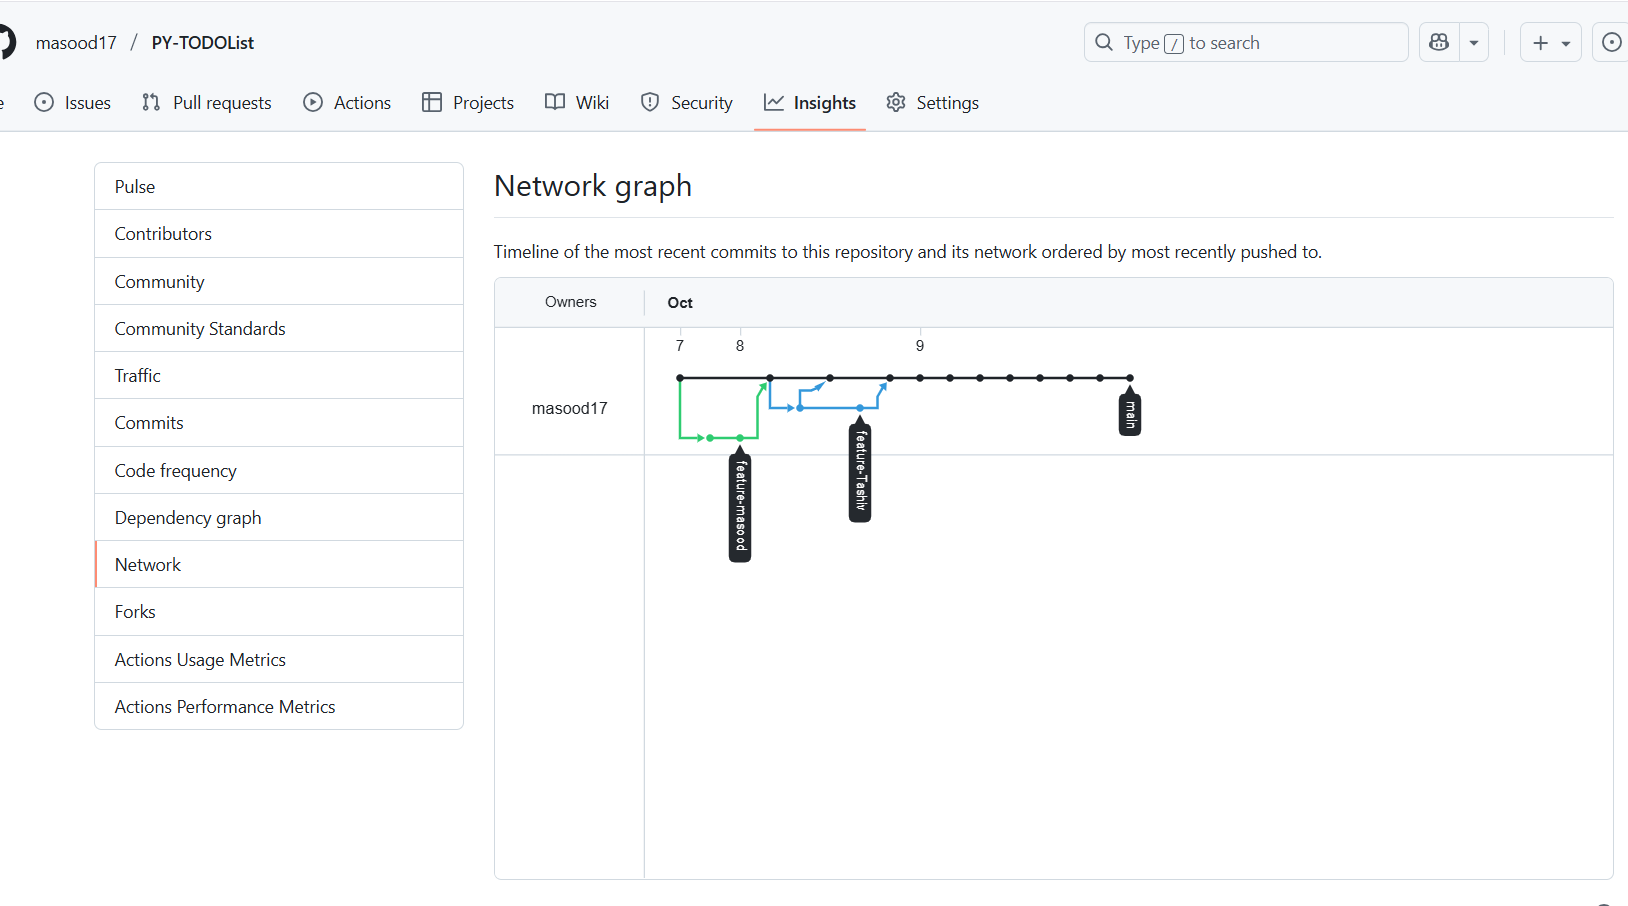 masood17 / PY-TODOList
Type / to search
Issues
Pull requests
Actions
Projects
Wiki
Security
Insights
Settings
Pulse
Contributors
Community
Community Standards
Traffic
Commits
Code frequency
Dependency graph
Network
Forks
Actions Usage Metrics
Actions Performance Metrics
Network graph
Timeline of the most recent commits to this repository and its network ordered by most recently pushed to.
Owners
Oct
7
8
9
masood17
main
feature-Tashiv
feature-masood